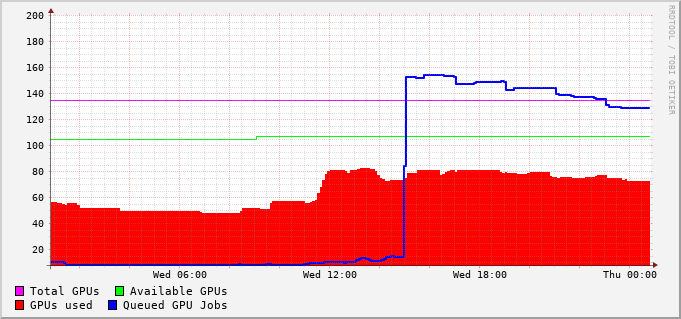 200
180
160
140
120
100
80
60
40
20
Wed 06:00 Wed 12:00 Wed 18:00 Thu 00:00
Total GPUs Available GPUs
GPUs used Queued GPU Jobs
RRDTOOL / TOBI OETIKER